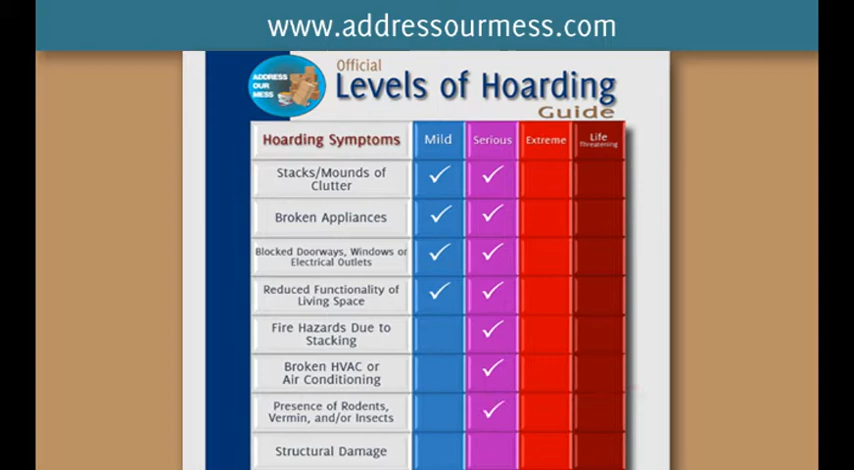 www.addressourmess.com
ADDRESS
OUR
MESS
Official
Levels of Hoarding
Guide
Hoarding Symptoms Mild Serious Extreme Life
Threatening
Stacks/Mounds of
Clutter
Broken Appliances
Blocked Doorways, Windows or
Electrical Outlets
Reduced Functionality of
Living Space
Fire Hazards Due to
Stacking
Broken HVAC or
Air Conditioning
Presence of Rodents,
Vermin, and/or Insects
Structural Damage